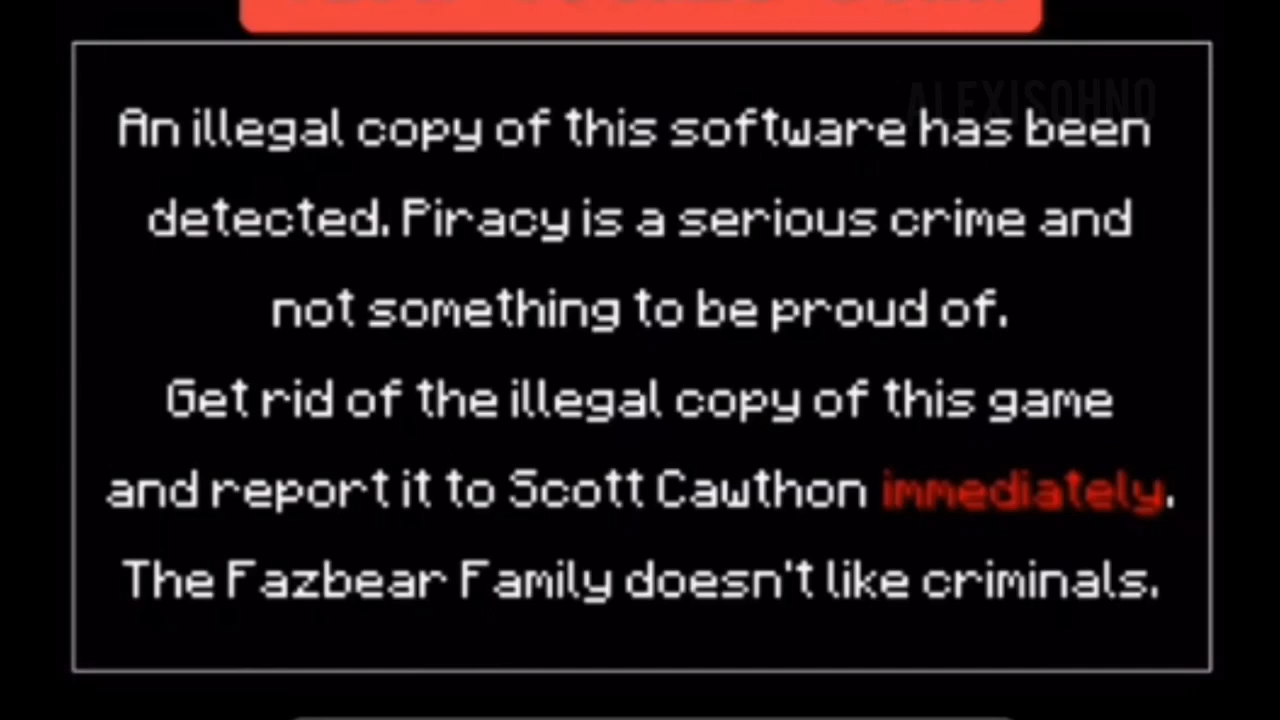 ALEXISOHNO
An illegal copy of this software has been
detected. Piracy is a serious crime and
not something to be proud of.
Get rid of the illegal copy of this game
and report it to Scott Cawthon immediately.
The Fazbear Family doesn't like criminals.